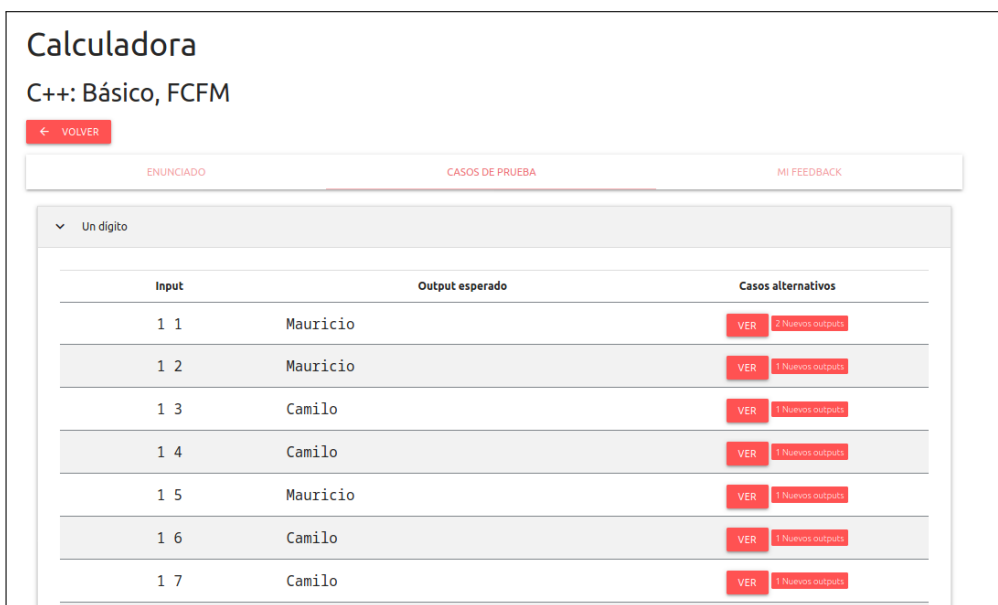 Calculadora
C++: Básico, FCFM
← VOLVER
ENUNCIADO CASOS DE PRUEBA MI FEEDBACK
Un dígito
Input Output esperado Casos alternativos
1 1 Mauricio VER 2 Nuevos outputs
1 2 Mauricio VER 1 Nuevos outputs
1 3 Camilo VER 1 Nuevos outputs
1 4 Camilo VER 1 Nuevos outputs
1 5 Mauricio VER 1 Nuevos outputs
1 6 Camilo VER 1 Nuevos outputs
1 7 Camilo VER 1 Nuevos outputs